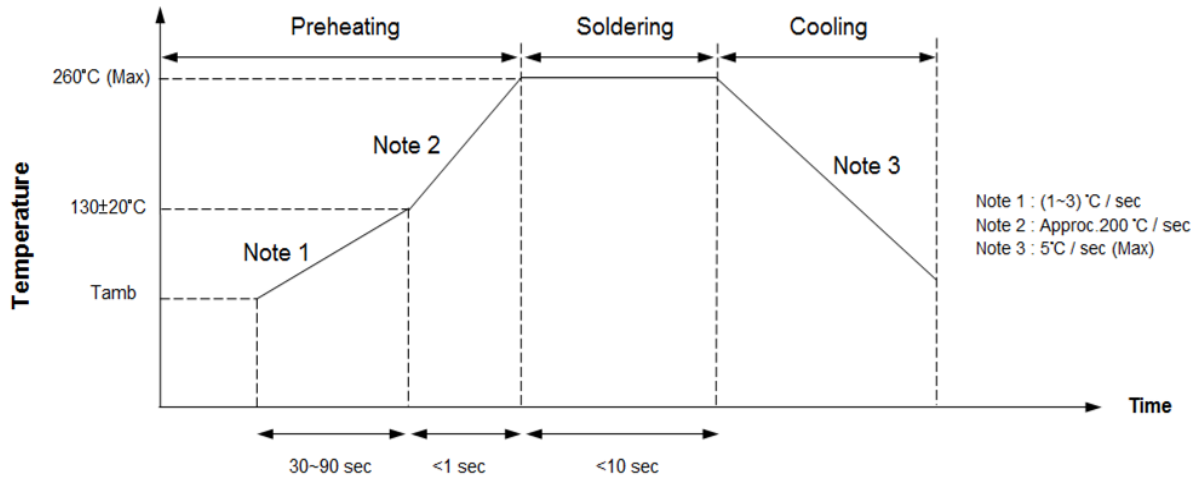 Preheating
Soldering
Cooling
260°C (Max)
Note 2
Note 3
130±20°C
Note 1
Tamb
Temperature
Note 1 : (1~3) ℃ / sec
Note 2 : Approc.200 ℃ / sec
Note 3 : 5℃ / sec (Max)
Time
30~90 sec
<1 sec
<10 sec